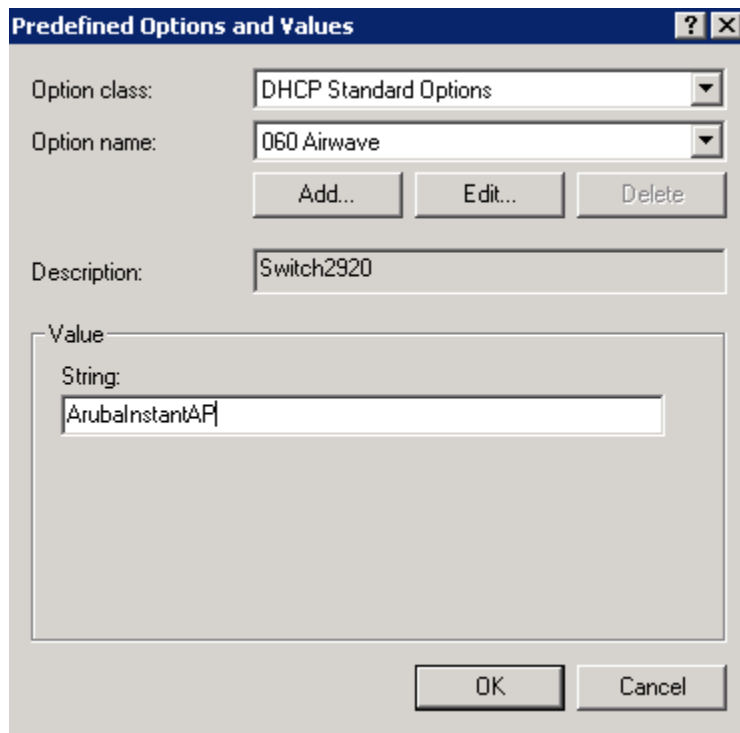 Predefined Options and Values
Option class: DHCP Standard Options
Option name: 060 Airwave
Add... Edit... Delete
Description: Switch2920
Value
String:
ArubaInstantAP
OK Cancel